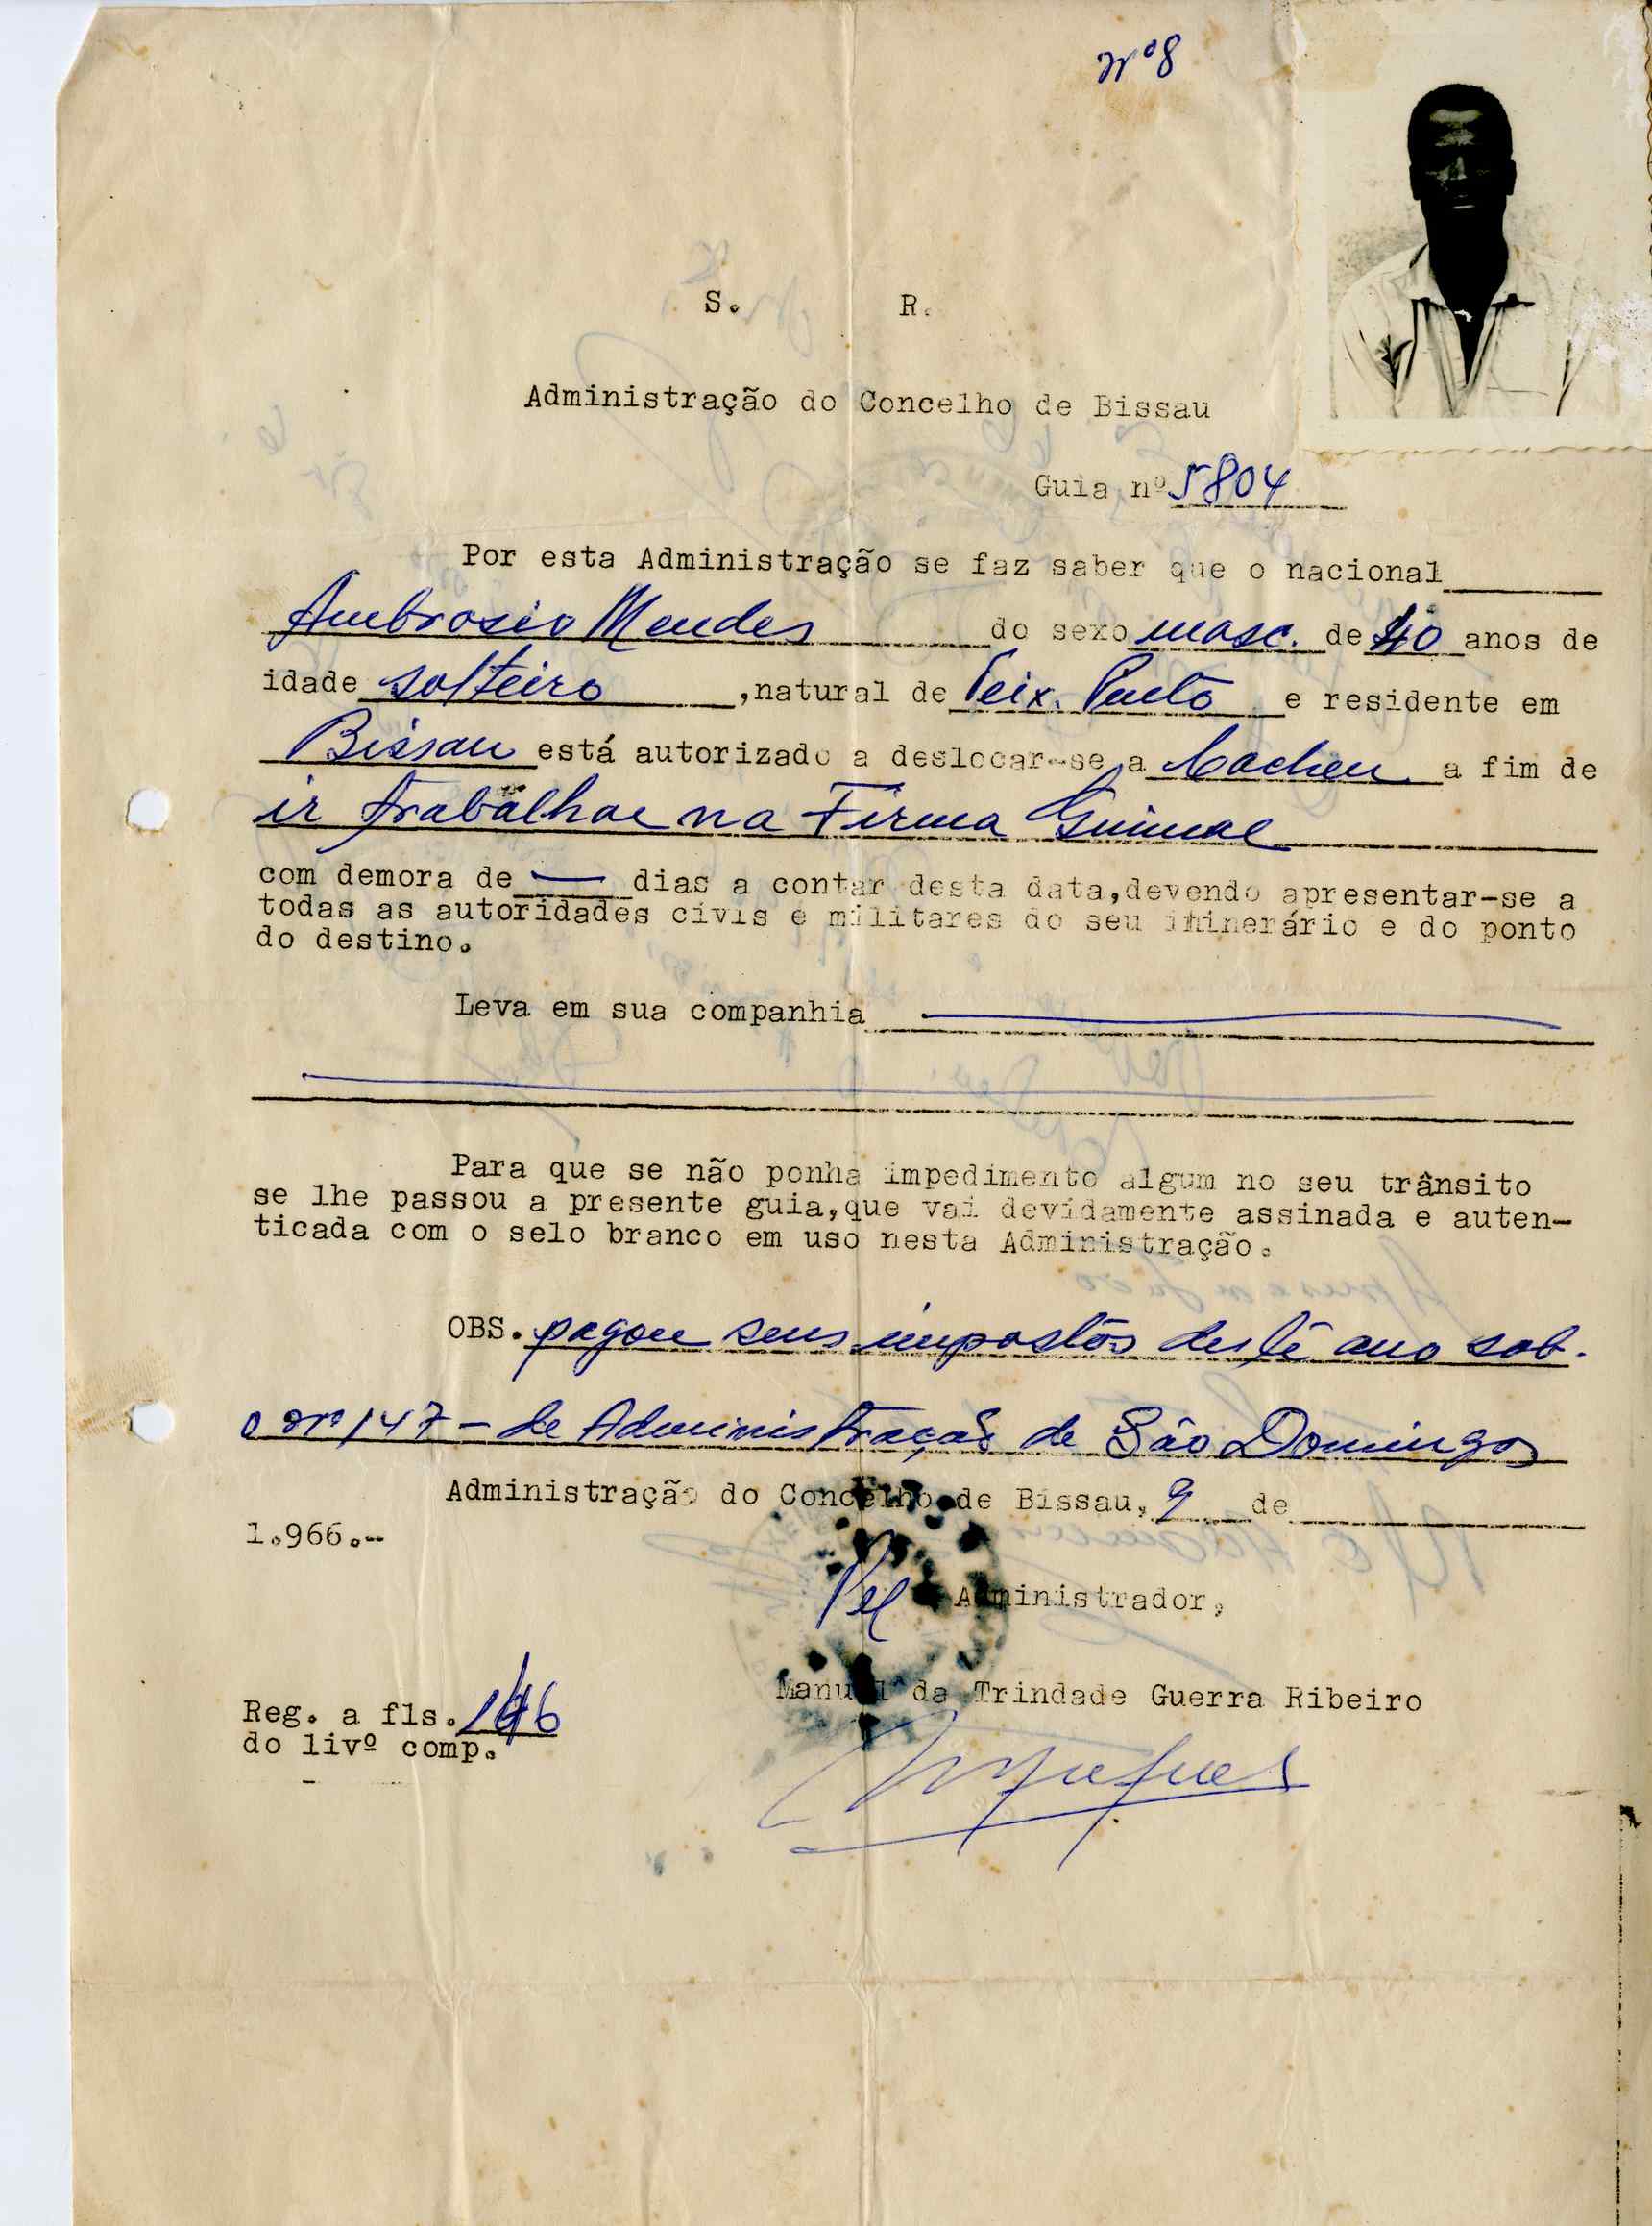 Nº 8
S. R.
Administração do Concelho de Bissau
Guia nº 5804
Por esta Administração se faz saber que o nacional
Ambrosio Mendes do sexo masc. de 40 anos de
idade solteiro, natural de Teix. Pinto e residente em
Bissau está autorizado a deslocar-se a Cacheu a fim de
ir trabalhar na Firma Guimal
com demora de — dias a contar desta data, devendo apresentar-se a
todas as autoridades civis e militares do seu itinerário e do ponto
do destino.
Leva em sua companhia
Para que se não ponha impedimento algum no seu trânsito
se lhe passou a presente guia, que vai devidamente assinada e auten-
ticada com o selo branco em uso nesta Administração.
OBS. pagou seus impostos deste ano sob.
o nº 147 - de Administração de São Domingos
Administração do Concelho de Bissau, 9 de
1.966.--
Pel Administrador,
Manuel da Trindade Guerra Ribeiro
Reg. a fls. 146
do livº comp.